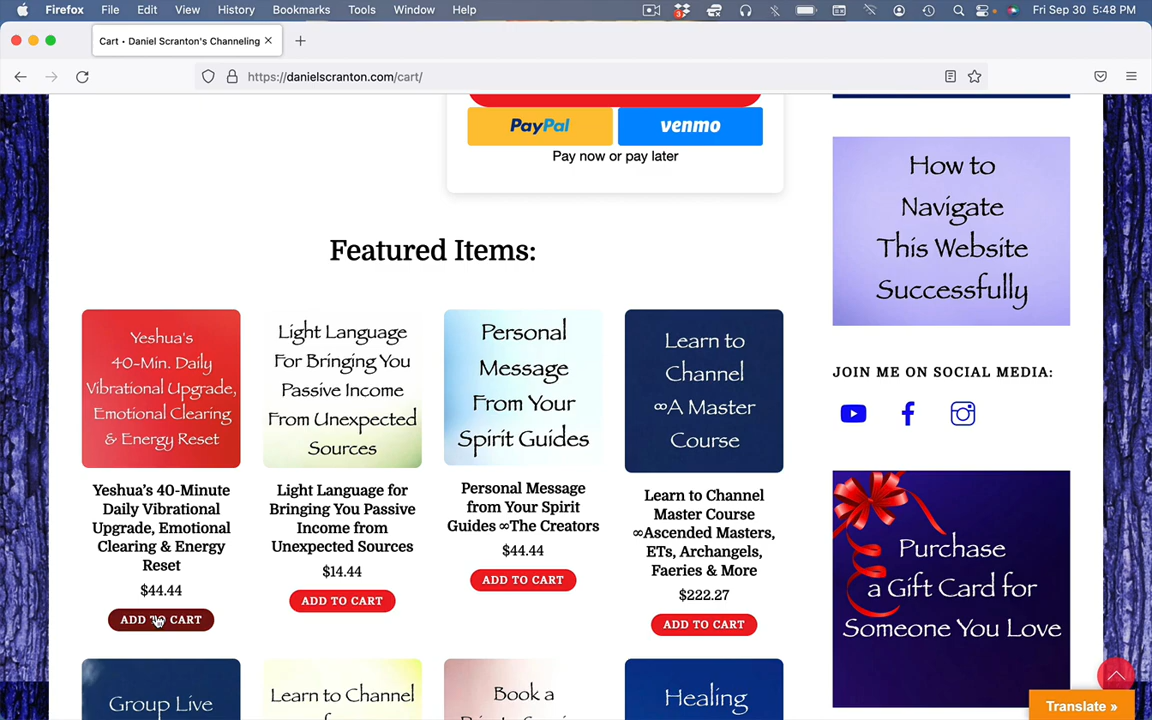 Firefox File Edit View History Bookmarks Tools Window Help
3
Fri Sep 30 5:48 PM
Cart • Daniel Scranton's Channeling
https://danielscranton.com/cart/
PayPal
venmo
Pay now or pay later
Featured Items:
Yeshua's
40-Min. Daily
Vibrational Upgrade,
Emotional Clearing
& Energy Reset
Yeshua's 40-Minute
Daily Vibrational
Upgrade, Emotional
Clearing & Energy
Reset
$44.44
ADD TO CART
Light Language
For Bringing You
Passive Income
From Unexpected
Sources
Light Language for
Bringing You Passive
Income from
Unexpected Sources
$14.44
ADD TO CART
Personal
Message
From Your
Spirit Guides
Personal Message
from Your Spirit
Guides ∞The Creators
$44.44
ADD TO CART
Learn to
Channel
∞A Master
Course
Learn to Channel
Master Course
∞Ascended Masters,
ETs, Archangels,
Faeries & More
$222.27
ADD TO CART
Group Live
Learn to Channel
Book a
Healing
How to
Navigate
This Website
Successfully
JOIN ME ON SOCIAL MEDIA:
Purchase
a Gift Card for
Someone You Love
Translate »